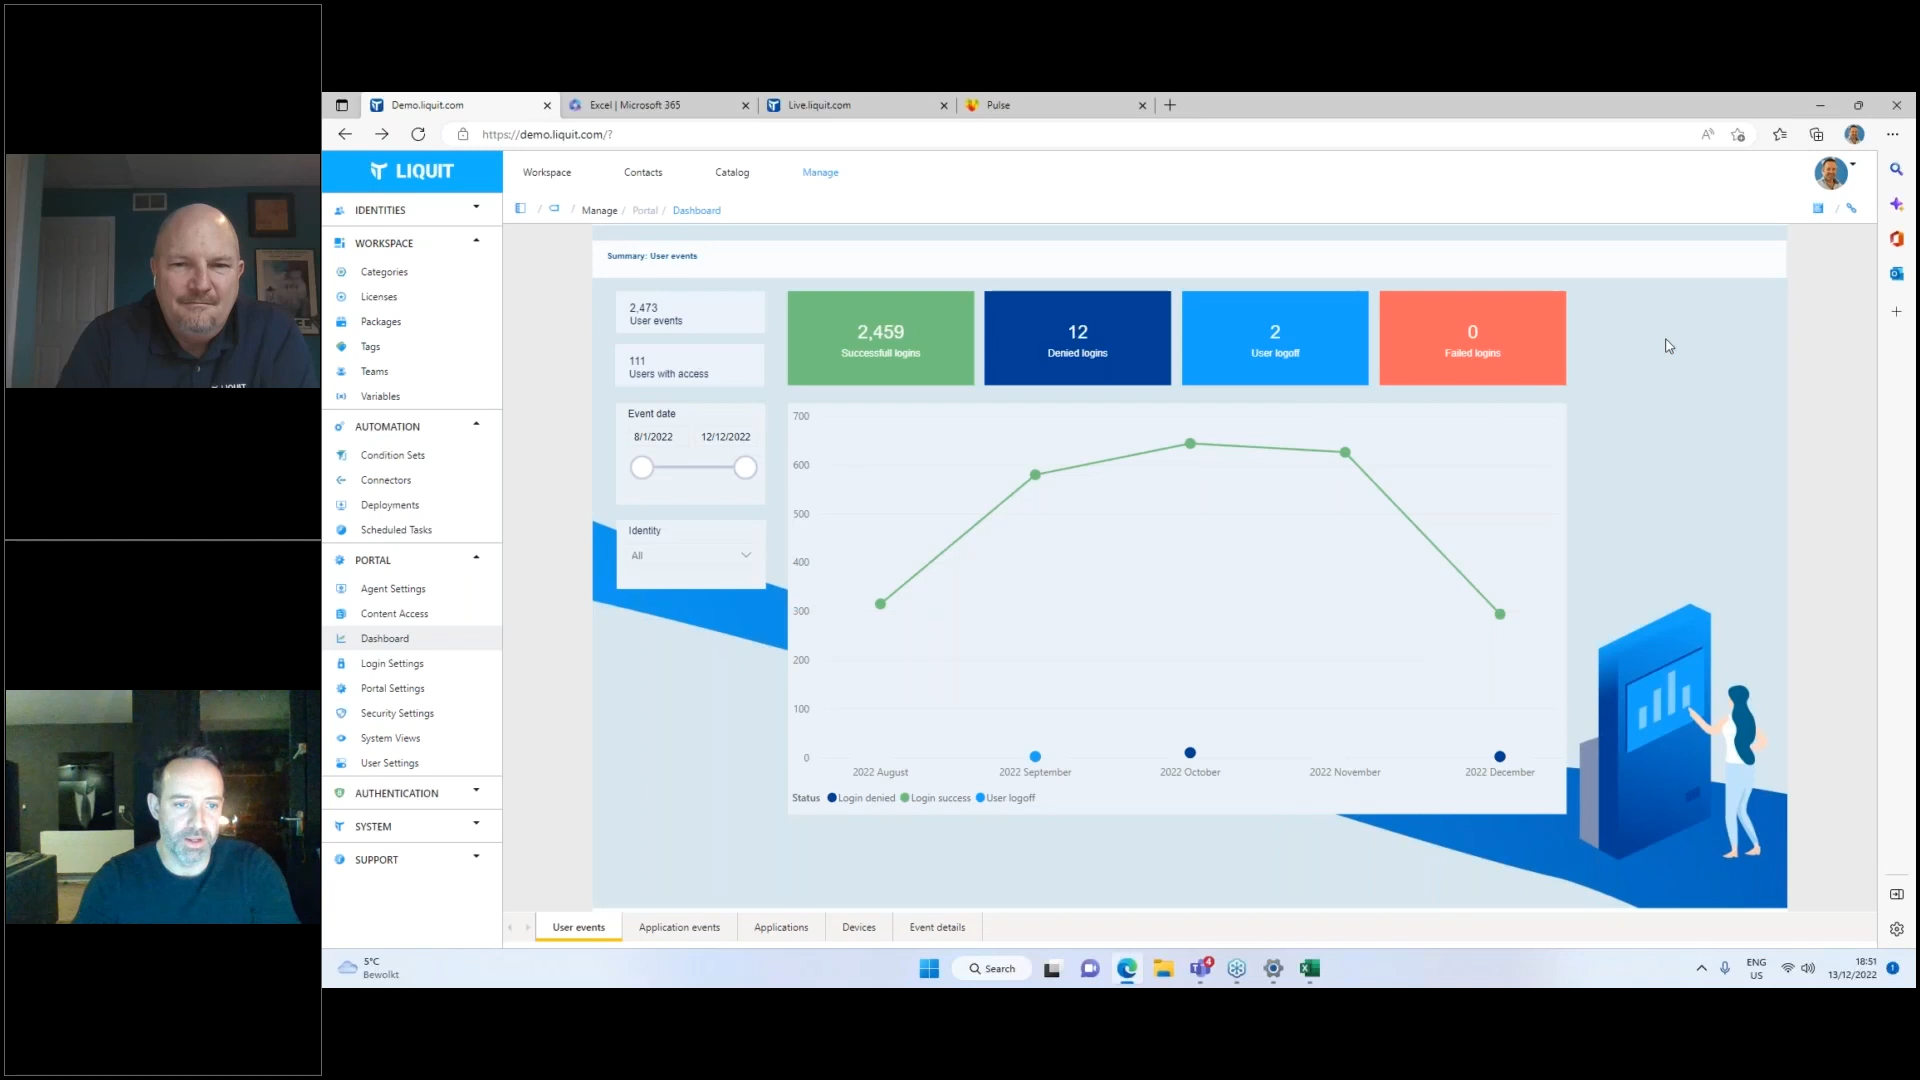 Demo.liquit.com
Excel | Microsoft 365
Live.liquit.com
Pulse
https://demo.liquit.com/?
LIQUIT
Workspace
Contacts
Catalog
Manage
Manage / Portal / Dashboard
IDENTITIES
WORKSPACE
Categories
Licenses
Packages
Tags
Teams
Variables
AUTOMATION
Condition Sets
Connectors
Deployments
Scheduled Tasks
PORTAL
Agent Settings
Content Access
Dashboard
Login Settings
Portal Settings
Security Settings
System Views
User Settings
AUTHENTICATION
SYSTEM
SUPPORT
Summary: User events
2,473
User events
111
Users with access
2,459
Successfull logins
12
Denied logins
2
User logoff
0
Failed logins
Event date
8/1/2022
12/12/2022
Identity
All
700
600
500
400
300
200
100
0
2022 August
2022 September
2022 October
2022 November
2022 December
Status
Login denied
Login success
User logoff
User events
Application events
Applications
Devices
Event details
5°C
Bewolkt
Search
4
ENG
US
18:51
13/12/2022
1
LIQUIT